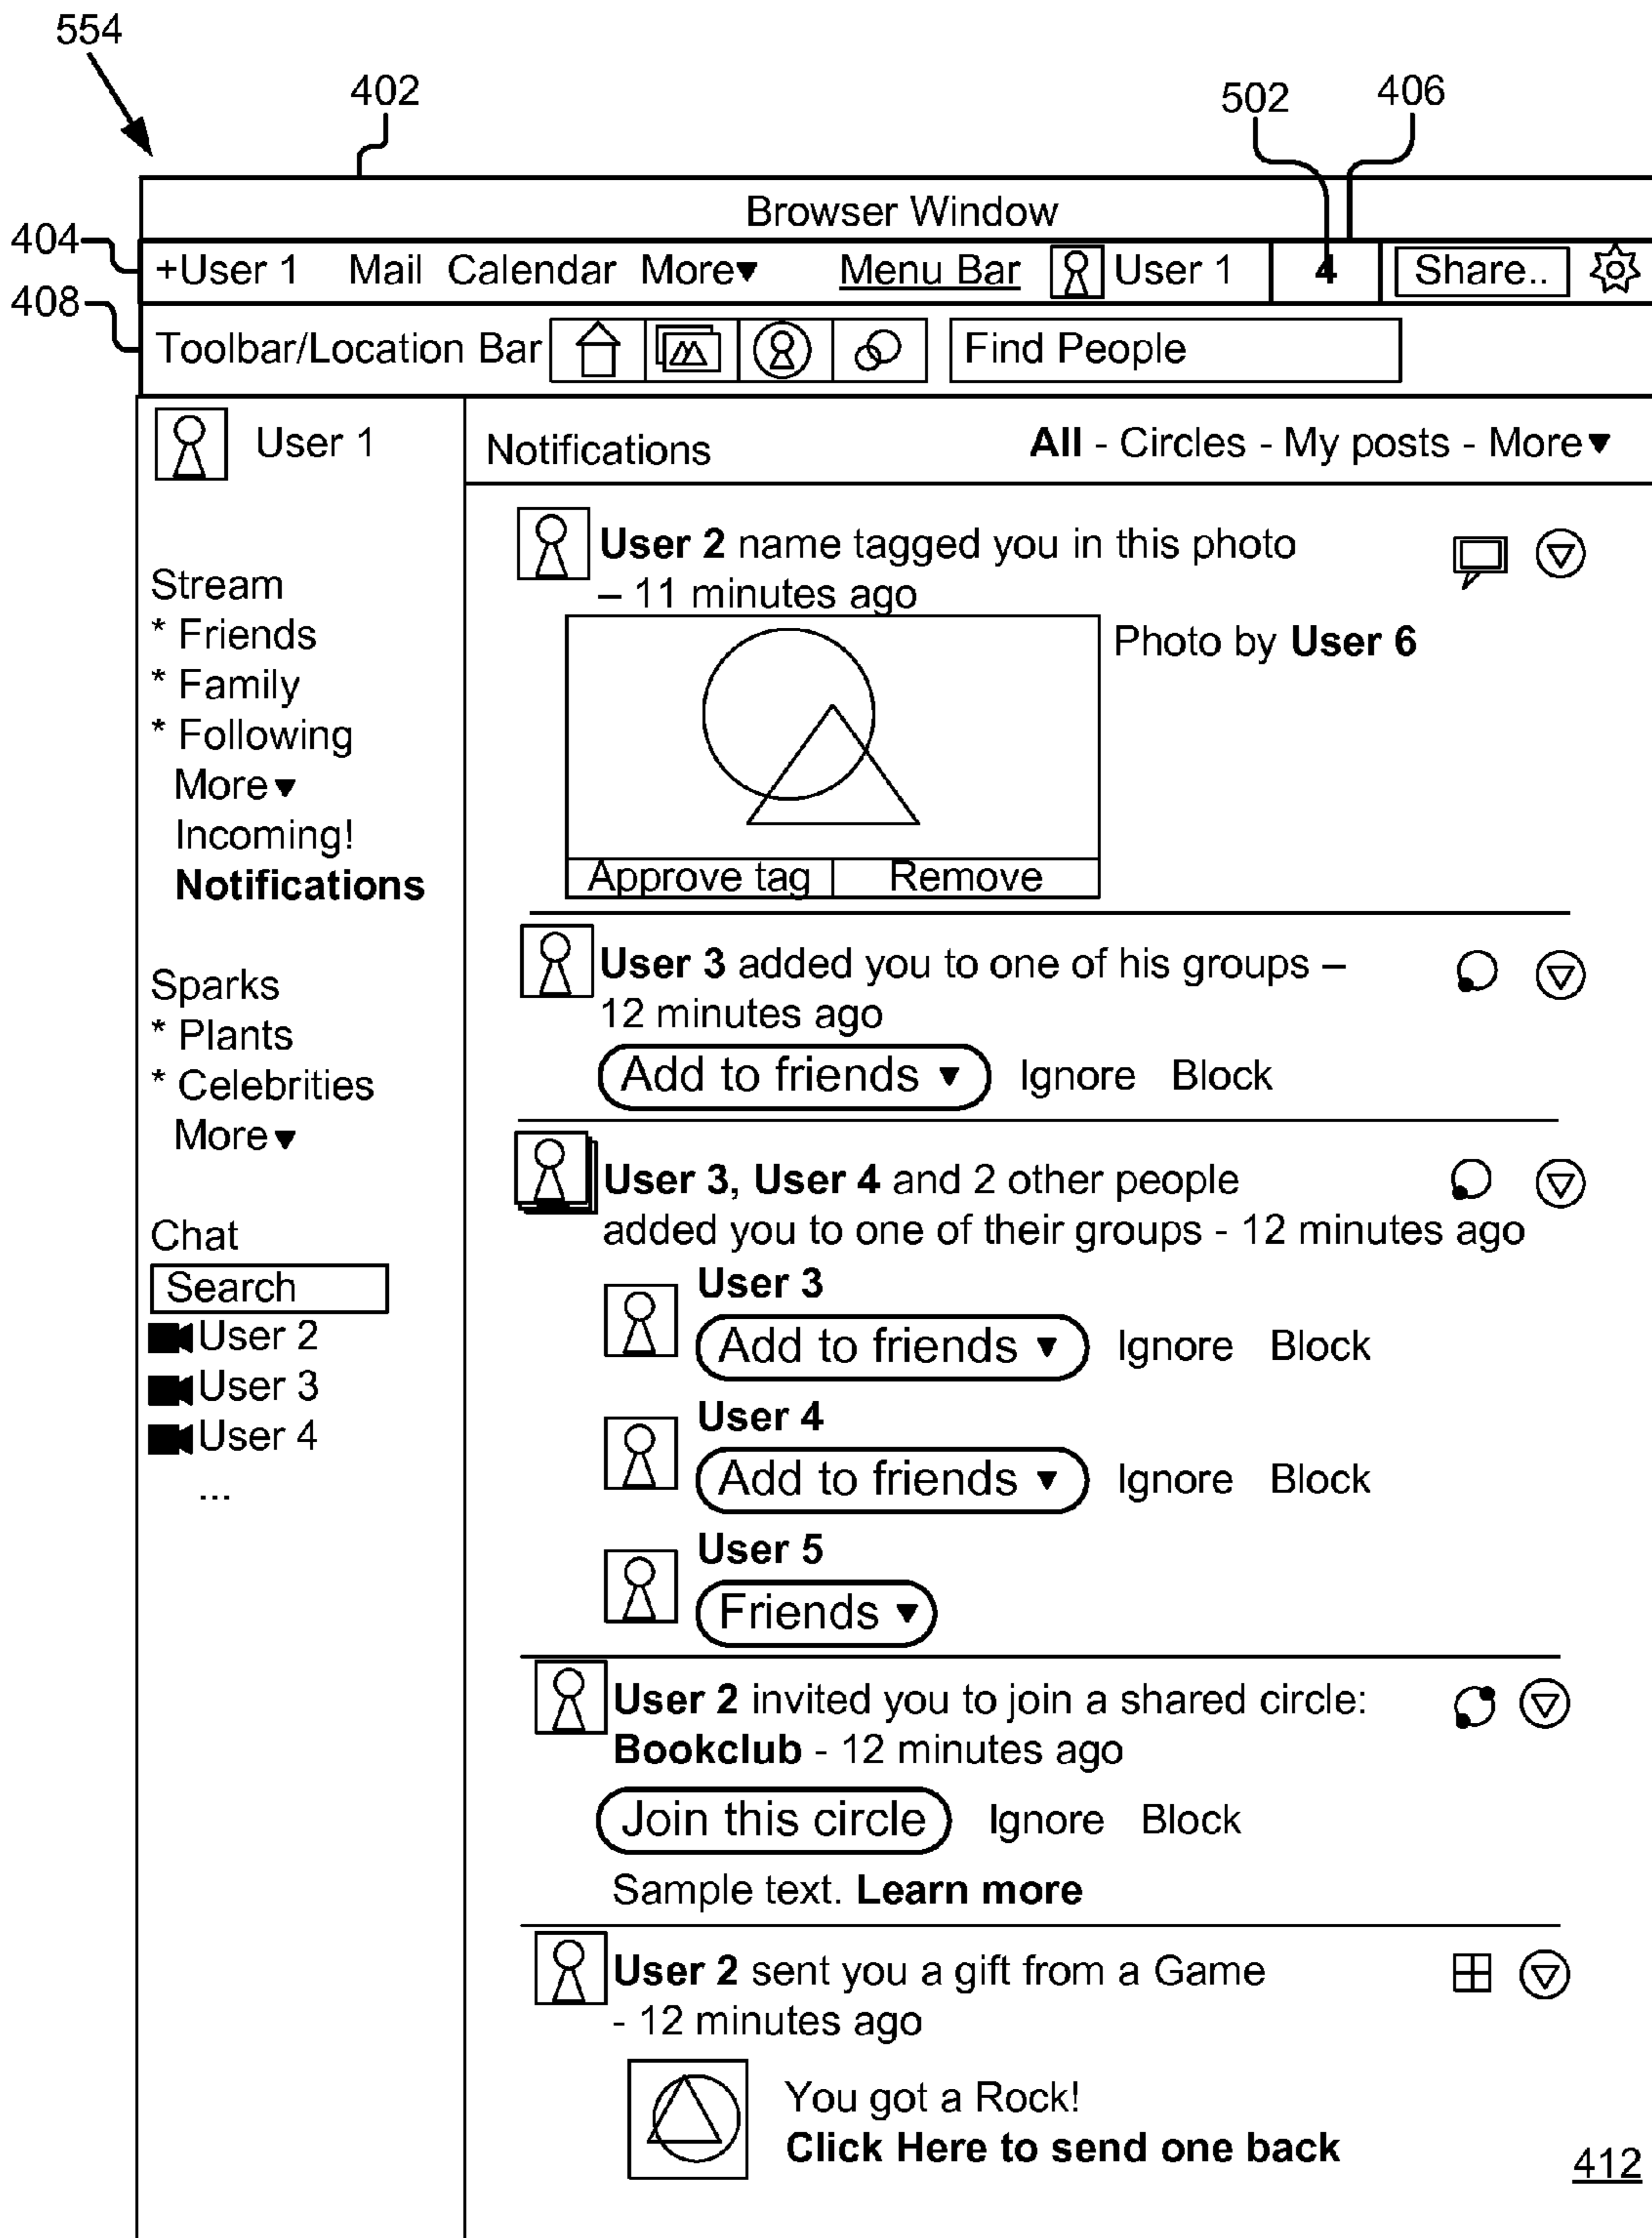 554
402
502
406
Browser Window
404
+User 1 Mail Calendar More▼ Menu Bar User 1 4 Share..
408
Toolbar/Location Bar Find People
User 1
Stream
* Friends
* Family
* Following
More ▼
Incoming!
Notifications
Sparks
* Plants
* Celebrities
More ▼
Chat
Search
User 2
User 3
User 4
...
Notifications All - Circles - My posts - More ▼
User 2 name tagged you in this photo
– 11 minutes ago
Photo by User 6
Approve tag Remove
User 3 added you to one of his groups –
12 minutes ago
Add to friends ▼ Ignore Block
User 3, User 4 and 2 other people
added you to one of their groups - 12 minutes ago
User 3
Add to friends ▼ Ignore Block
User 4
Add to friends ▼ Ignore Block
User 5
Friends ▼
User 2 invited you to join a shared circle:
Bookclub - 12 minutes ago
Join this circle Ignore Block
Sample text. Learn more
User 2 sent you a gift from a Game
- 12 minutes ago
You got a Rock!
Click Here to send one back
412